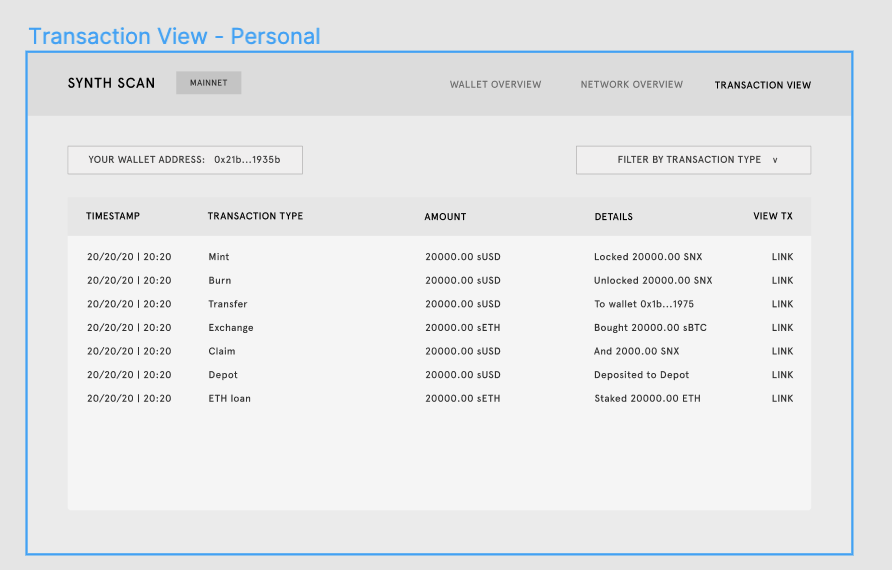 Transaction View - Personal
SYNTH SCAN MAINNET WALLET OVERVIEW NETWORK OVERVIEW TRANSACTION VIEW
YOUR WALLET ADDRESS: 0x21b...1935b FILTER BY TRANSACTION TYPE v
TIMESTAMP TRANSACTION TYPE AMOUNT DETAILS VIEW TX
20/20/20 | 20:20 Mint 20000.00 sUSD Locked 20000.00 SNX LINK
20/20/20 | 20:20 Burn 20000.00 sUSD Unlocked 20000.00 SNX LINK
20/20/20 | 20:20 Transfer 20000.00 sUSD To wallet 0x1b...1975 LINK
20/20/20 | 20:20 Exchange 20000.00 sETH Bought 20000.00 sBTC LINK
20/20/20 | 20:20 Claim 20000.00 sUSD And 2000.00 SNX LINK
20/20/20 | 20:20 Depot 20000.00 sUSD Deposited to Depot LINK
20/20/20 | 20:20 ETH loan 20000.00 sETH Staked 20000.00 ETH LINK